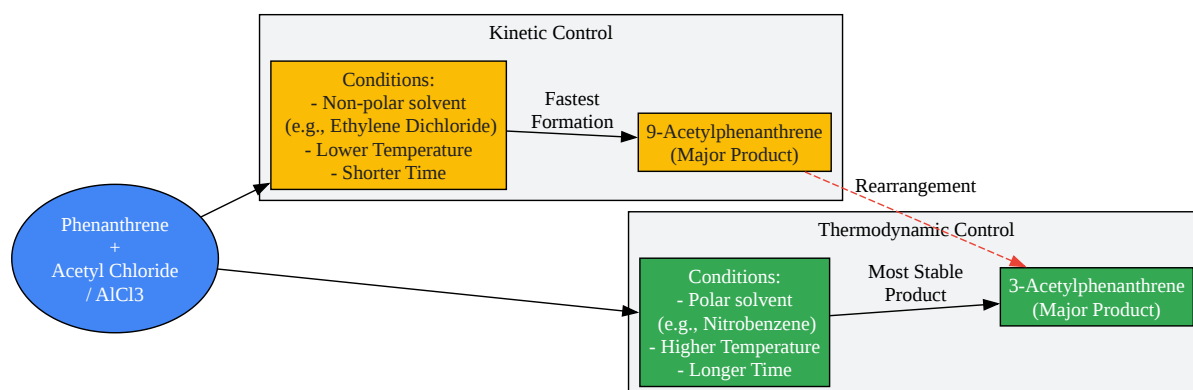 Kinetic Control
Conditions:
- Non-polar solvent
(e.g., Ethylene Dichloride)
- Lower Temperature
- Shorter Time
Fastest
Formation
9-Acetylphenanthrene
(Major Product)
Rearrangement
Phenanthrene
+
Acetyl Chloride
/ AlCl3
Thermodynamic Control
Conditions:
- Polar solvent
(e.g., Nitrobenzene)
- Higher Temperature
- Longer Time
Most Stable
Product
3-Acetylphenanthrene
(Major Product)